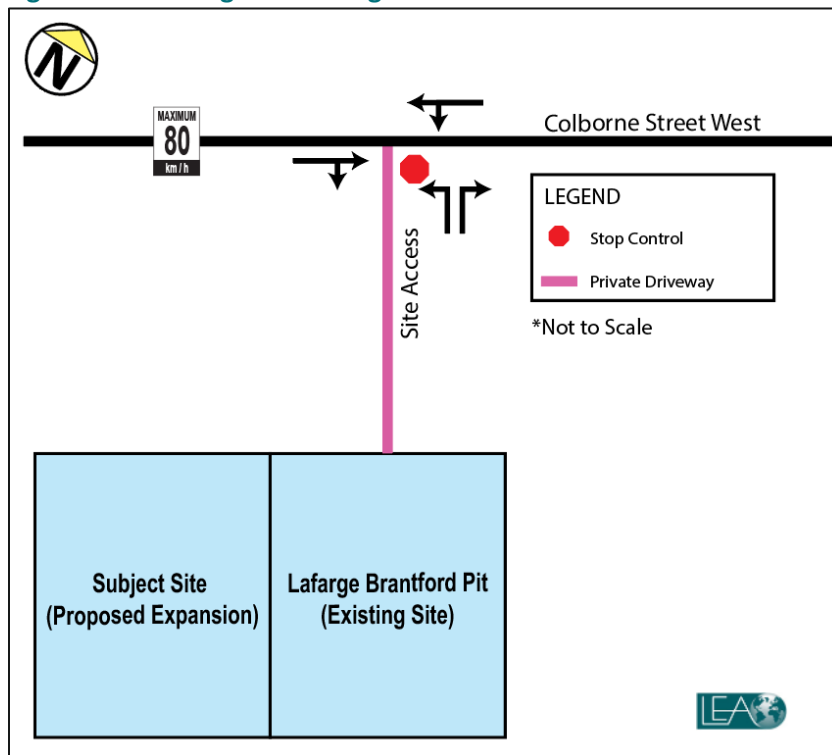 N
MAXIMUM
80
km / h
Colborne Street West
LEGEND
Stop Control
Private Driveway
*Not to Scale
Site Access
Subject Site
(Proposed Expansion)
Lafarge Brantford Pit
(Existing Site)
LEA